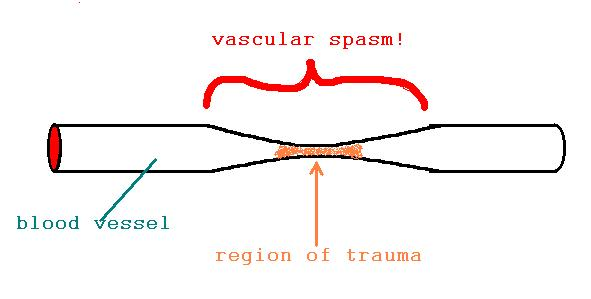 vascular spasm!
blood vessel
region of trauma